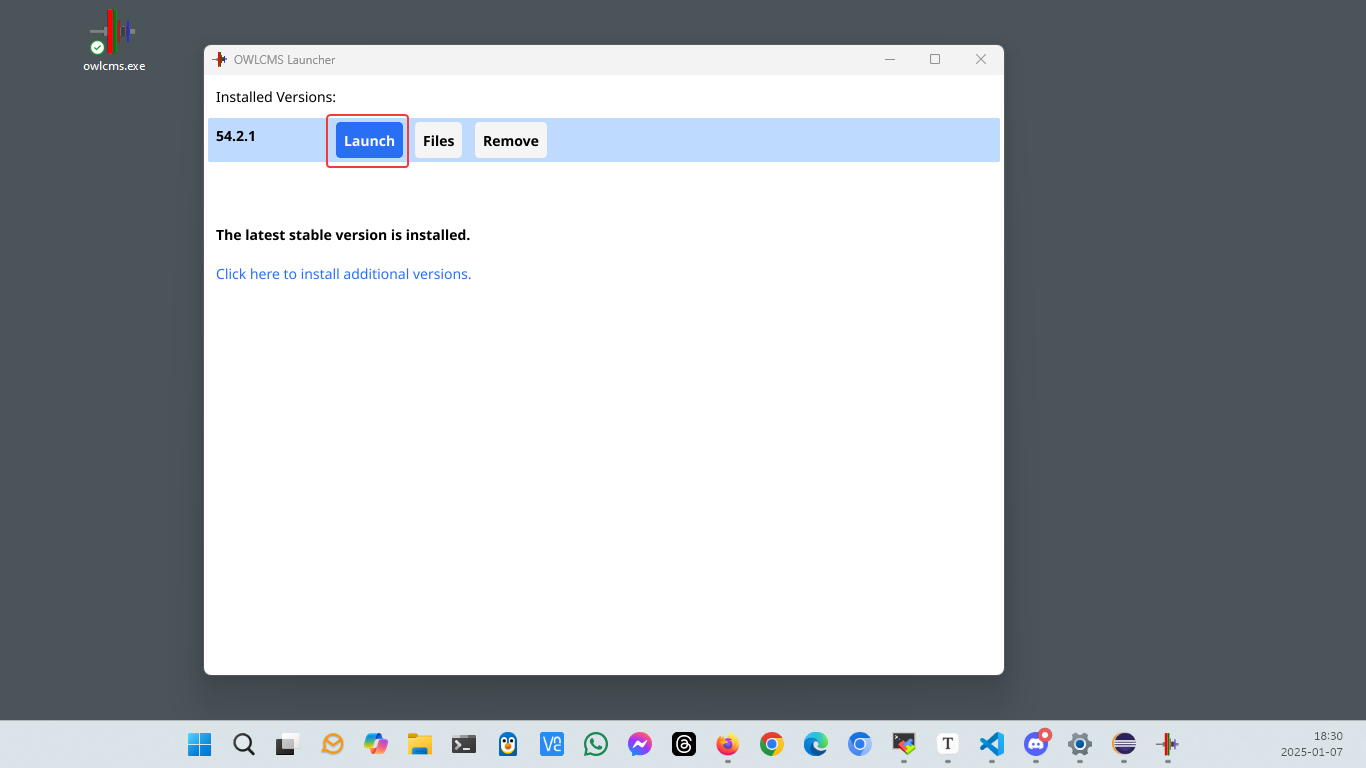 owlcms.exe
OWLCMS Launcher
Installed Versions:
54.2.1 Launch Files Remove
The latest stable version is installed.
Click here to install additional versions.
18:30
2025-01-07